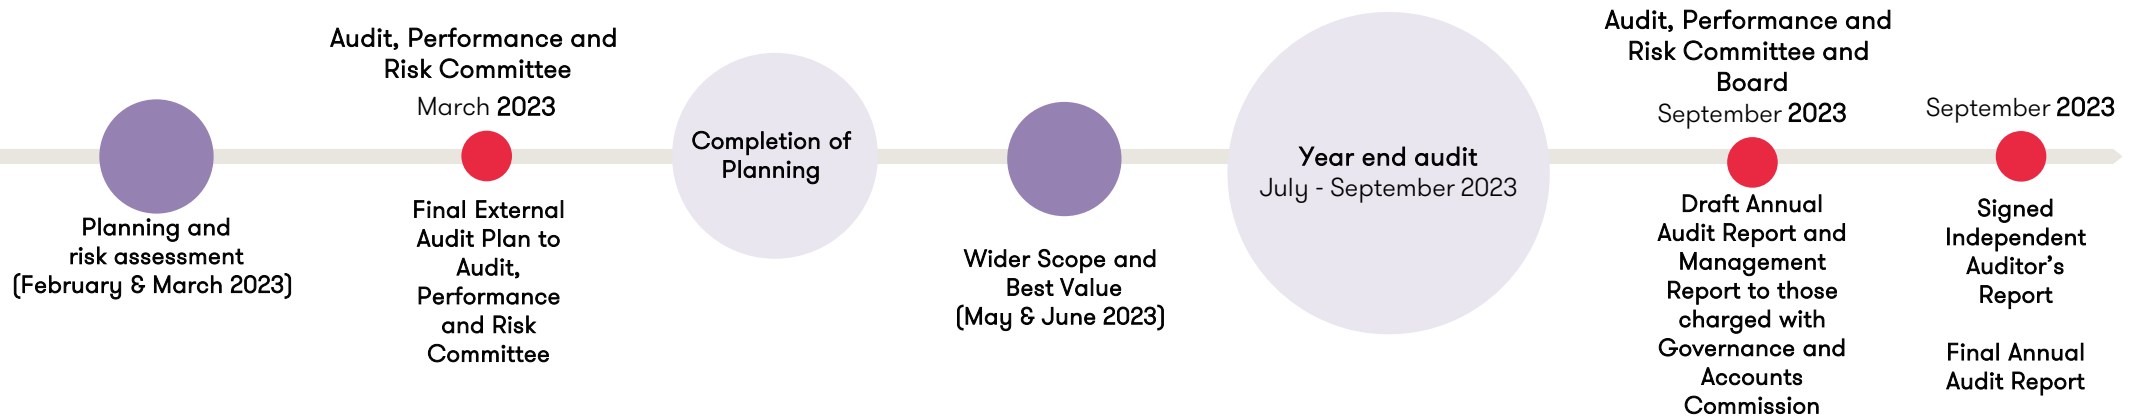 Planning and
risk assessment
(February & March 2023)
Audit, Performance and
Risk Committee
March 2023
Final External
Audit Plan to
Audit,
Performance
and Risk
Committee
Completion of
Planning
Wider Scope and
Best Value
(May & June 2023)
Year end audit
July - September 2023
Audit, Performance and
Risk Committee and
Board
September 2023
Draft Annual
Audit Report and
Management
Report to those
charged with
Governance and
Accounts
Commission
September 2023
Signed
Independent
Auditor's
Report
Final Annual
Audit Report